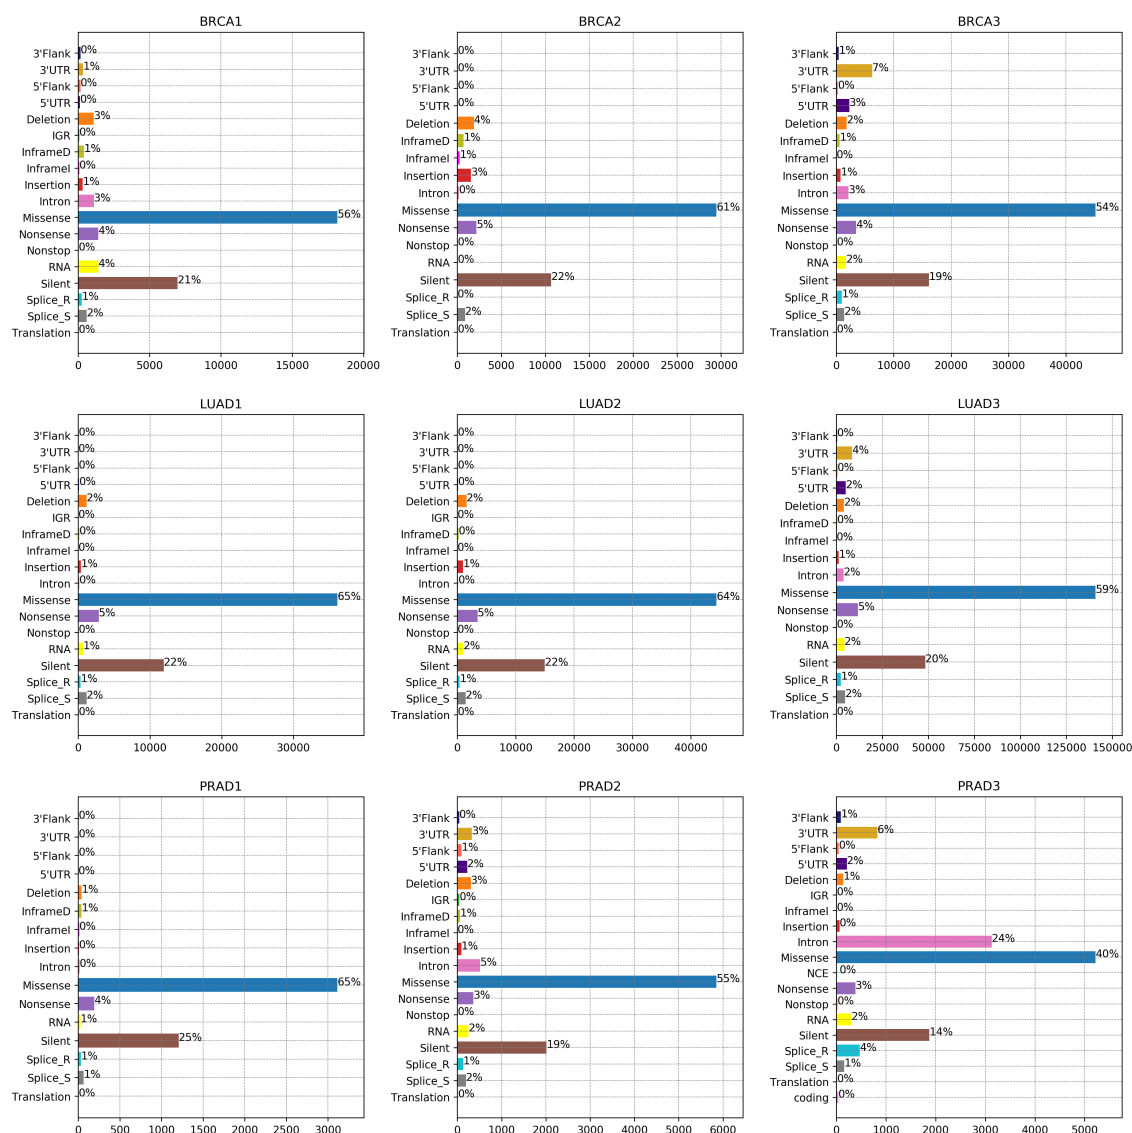 BRCA1
3'Flank 0%
3'UTR 1%
5'Flank 0%
5'UTR 0%
Deletion 3%
IGR 0%
InframeD 1%
InframeI 0%
Insertion 1%
Intron 3%
Missense 56%
Nonsense 4%
Nonstop 0%
RNA 4%
Silent 21%
Splice_R 1%
Splice_S 2%
Translation 0%
0 5000 10000 15000 20000
BRCA2
3'Flank 0%
3'UTR 0%
5'Flank 0%
5'UTR 0%
Deletion 4%
InframeD 1%
InframeI 1%
Insertion 3%
Intron 0%
Missense 61%
Nonsense 5%
Nonstop 0%
RNA 0%
Silent 22%
Splice_R 0%
Splice_S 2%
Translation 0%
0 5000 10000 15000 20000 25000 30000
BRCA3
3'Flank 1%
3'UTR 7%
5'Flank 0%
5'UTR 3%
Deletion 2%
InframeD 1%
InframeI 0%
Insertion 1%
Intron 3%
Missense 54%
Nonsense 4%
Nonstop 0%
RNA 2%
Silent 19%
Splice_R 1%
Splice_S 2%
Translation 0%
0 10000 20000 30000 40000
LUAD1
3'Flank 0%
3'UTR 0%
5'Flank 0%
5'UTR 0%
Deletion 2%
IGR 0%
InframeD 0%
InframeI 0%
Insertion 1%
Intron 0%
Missense 65%
Nonsense 5%
Nonstop 0%
RNA 1%
Silent 22%
Splice_R 1%
Splice_S 2%
Translation 0%
0 10000 20000 30000
LUAD2
3'Flank 0%
3'UTR 0%
5'Flank 0%
5'UTR 0%
Deletion 2%
IGR 0%
InframeD 0%
InframeI 0%
Insertion 1%
Intron 0%
Missense 64%
Nonsense 5%
Nonstop 0%
RNA 2%
Silent 22%
Splice_R 1%
Splice_S 2%
Translation 0%
0 10000 20000 30000 40000
LUAD3
3'Flank 0%
3'UTR 4%
5'Flank 0%
5'UTR 2%
Deletion 2%
InframeD 0%
InframeI 0%
Insertion 1%
Intron 2%
Missense 59%
Nonsense 5%
Nonstop 0%
RNA 2%
Silent 20%
Splice_R 1%
Splice_S 2%
Translation 0%
0 25000 50000 75000 100000 125000 150000
PRAD1
3'Flank 0%
3'UTR 0%
5'Flank 0%
5'UTR 0%
Deletion 1%
InframeD 1%
InframeI 0%
Insertion 0%
Intron 0%
Missense 65%
Nonsense 4%
RNA 1%
Silent 25%
Splice_R 1%
Splice_S 1%
Translation 0%
0 500 1000 1500 2000 2500 3000
PRAD2
3'Flank 0%
3'UTR 3%
5'Flank 1%
5'UTR 2%
Deletion 3%
IGR 0%
InframeD 1%
InframeI 0%
Insertion 1%
Intron 5%
Missense 55%
Nonsense 3%
Nonstop 0%
RNA 2%
Silent 19%
Splice_R 1%
Splice_S 2%
Translation 0%
0 1000 2000 3000 4000 5000 6000
PRAD3
3'Flank 1%
3'UTR 6%
5'Flank 0%
5'UTR 2%
Deletion 1%
IGR 0%
InframeI 0%
Insertion 0%
Intron 24%
Missense 40%
NCE 0%
Nonsense 3%
Nonstop 0%
RNA 2%
Silent 14%
Splice_R 4%
Splice_S 1%
Translation 0%
coding 0%
0 1000 2000 3000 4000 5000